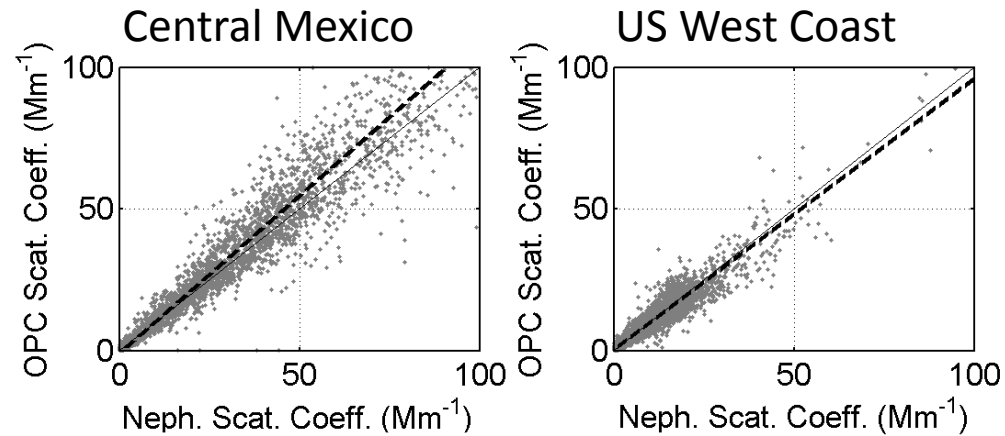 Central Mexico
OPC Scat. Coeff. (Mm⁻¹)
100
50
0
0 50 100
Neph. Scat. Coeff. (Mm⁻¹)
US West Coast
OPC Scat. Coeff. (Mm⁻¹)
100
50
0
0 50 100
Neph. Scat. Coeff. (Mm⁻¹)